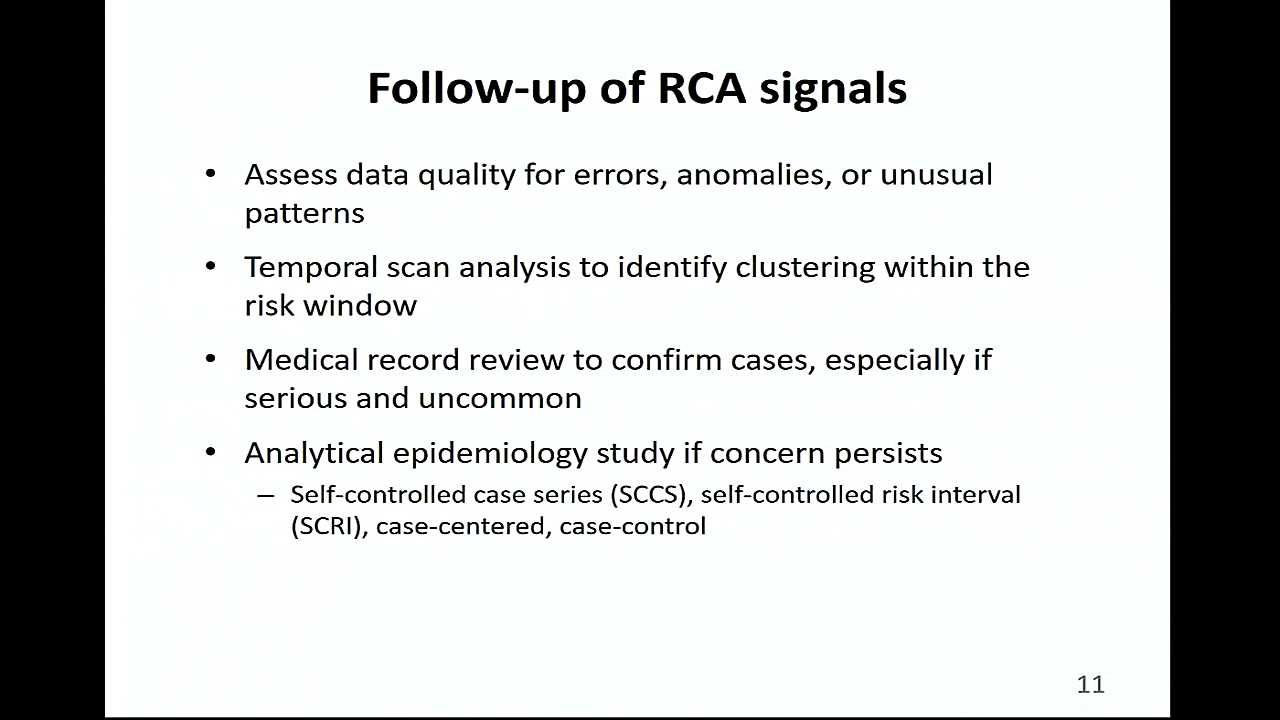 Follow-up of RCA signals
• Assess data quality for errors, anomalies, or unusual
patterns
• Temporal scan analysis to identify clustering within the
risk window
• Medical record review to confirm cases, especially if
serious and uncommon
• Analytical epidemiology study if concern persists
– Self-controlled case series (SCCS), self-controlled risk interval
(SCRI), case-centered, case-control
11